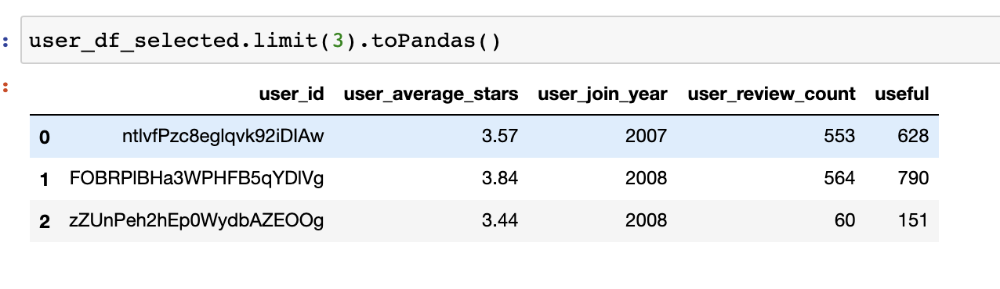 user_df_selected.limit(3).toPandas()
user_id user_average_stars user_join_year user_review_count useful
0 ntlvfPzc8eglqvk92iDIAw 3.57 2007 553 628
1 FOBRPlBHa3WPHFB5qYDlVg 3.84 2008 564 790
2 zZUnPeh2hEp0WydbAZEOOg 3.44 2008 60 151